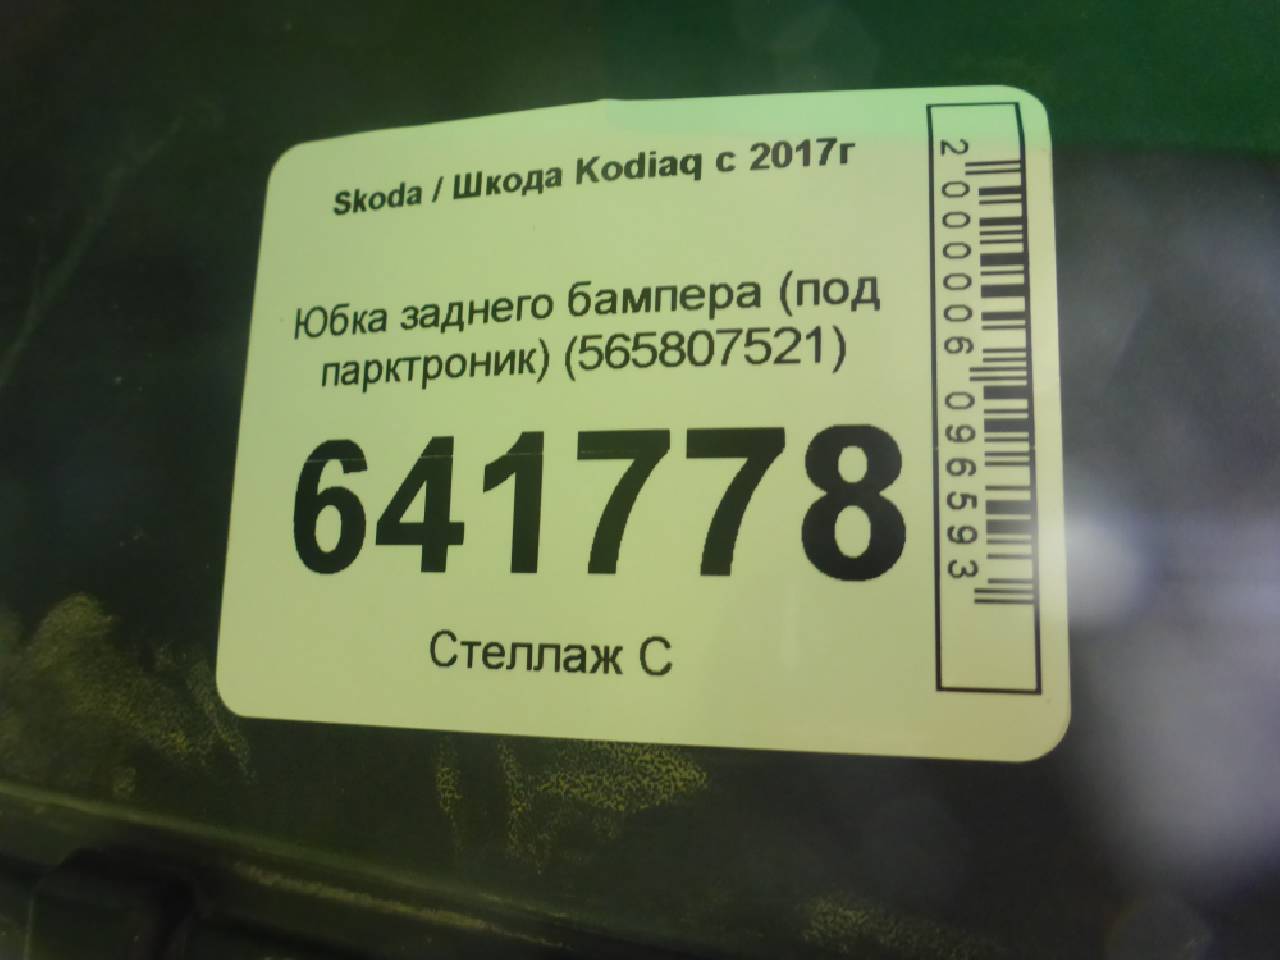 Skoda / Шкода Kodiaq с 2017г
Юбка заднего бампера (под
парктроник) (565807521)
641778
Стеллаж С
2000006096593